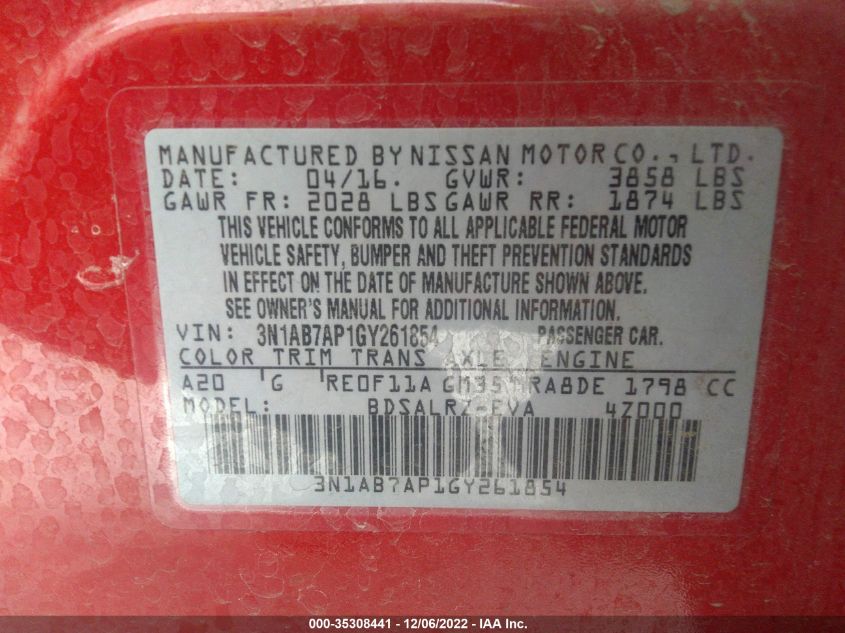 MANUFACTURED BY NISSAN MOTOR CO., LTD.
DATE: 04/16. GVWR: 3858 LBS
GAWR FR: 2028 LBS GAWR RR: 1874 LBS
THIS VEHICLE CONFORMS TO ALL APPLICABLE FEDERAL MOTOR
VEHICLE SAFETY, BUMPER AND THEFT PREVENTION STANDARDS
IN EFFECT ON THE DATE OF MANUFACTURE SHOWN ABOVE.
SEE OWNER'S MANUAL FOR ADDITIONAL INFORMATION.
VIN: 3N1AB7AP1GY261854 PASSENGER CAR.
COLOR TRIM TRANS AXLE ENGINE
A20 G RE0F11A GM35 MRA8DE 1798 CC
MODEL: BDSALRZ-EVA 4Z000
3N1AB7AP1GY261854
000-35308441 - 12/06/2022 - IAA Inc.